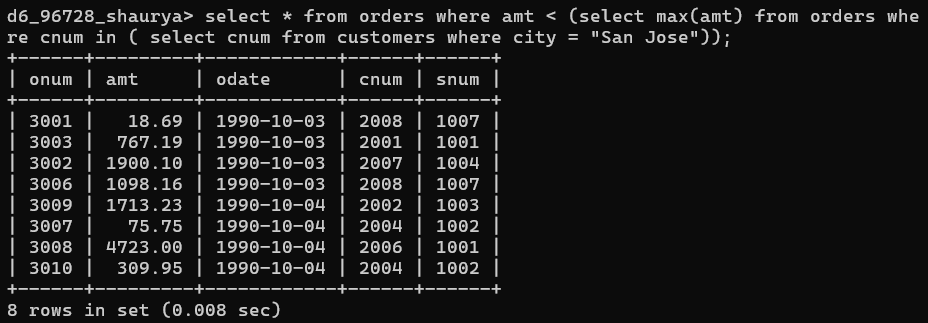 d6_96728_shaurya> select * from orders where amt < (select max(amt) from orders whe
re cnum in ( select cnum from customers where city = "San Jose"));
+------+---------+------------+------+------+
| onum | amt     | odate      | cnum | snum |
+------+---------+------------+------+------+
| 3001 |   18.69 | 1990-10-03 | 2008 | 1007 |
| 3003 |  767.19 | 1990-10-03 | 2001 | 1001 |
| 3002 | 1900.10 | 1990-10-03 | 2007 | 1004 |
| 3006 | 1098.16 | 1990-10-03 | 2008 | 1007 |
| 3009 | 1713.23 | 1990-10-04 | 2002 | 1003 |
| 3007 |   75.75 | 1990-10-04 | 2004 | 1002 |
| 3008 | 4723.00 | 1990-10-04 | 2006 | 1001 |
| 3010 |  309.95 | 1990-10-04 | 2004 | 1002 |
+------+---------+------------+------+------+
8 rows in set (0.008 sec)